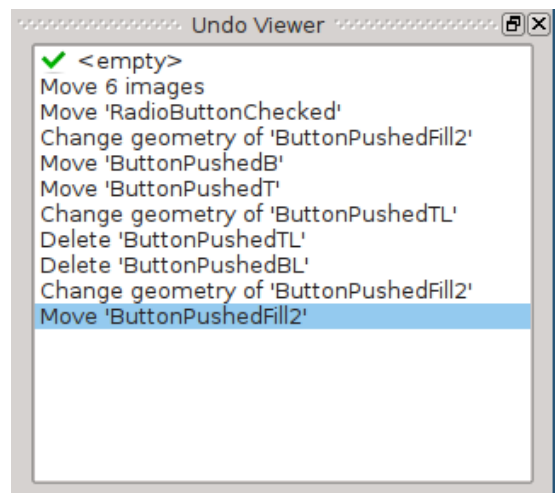 Undo Viewer
<empty>
Move 6 images
Move 'RadioButtonChecked'
Change geometry of 'ButtonPushedFill2'
Move 'ButtonPushedB'
Move 'ButtonPushedT'
Change geometry of 'ButtonPushedTL'
Delete 'ButtonPushedTL'
Delete 'ButtonPushedBL'
Change geometry of 'ButtonPushedFill2'
Move 'ButtonPushedFill2'